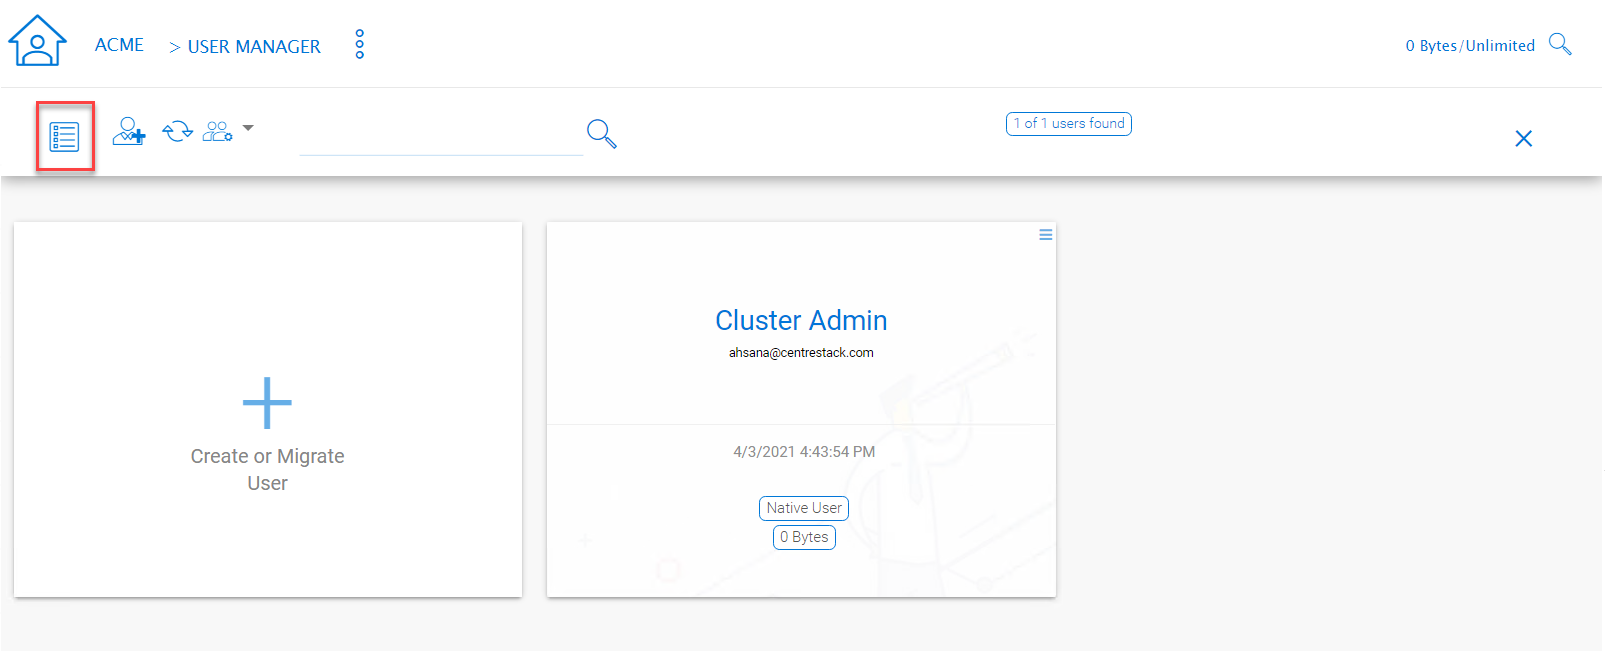 ACME > USER MANAGER
0 Bytes/Unlimited
1 of 1 users found
Create or Migrate
User
Cluster Admin
ahsana@centrestack.com
4/3/2021 4:43:54 PM
Native User
0 Bytes